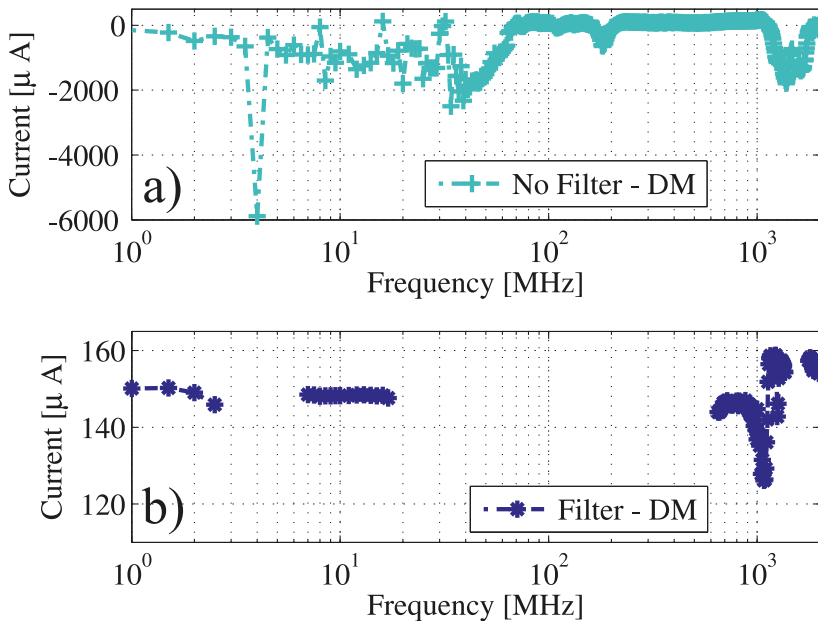 0
-2000
-4000
-6000
Current [μ A]
a)
No Filter - DM
10^0 10^1 10^2 10^3
Frequency [MHz]
160
140
120
Current [μ A]
b)
Filter - DM
10^0 10^1 10^2 10^3
Frequency [MHz]